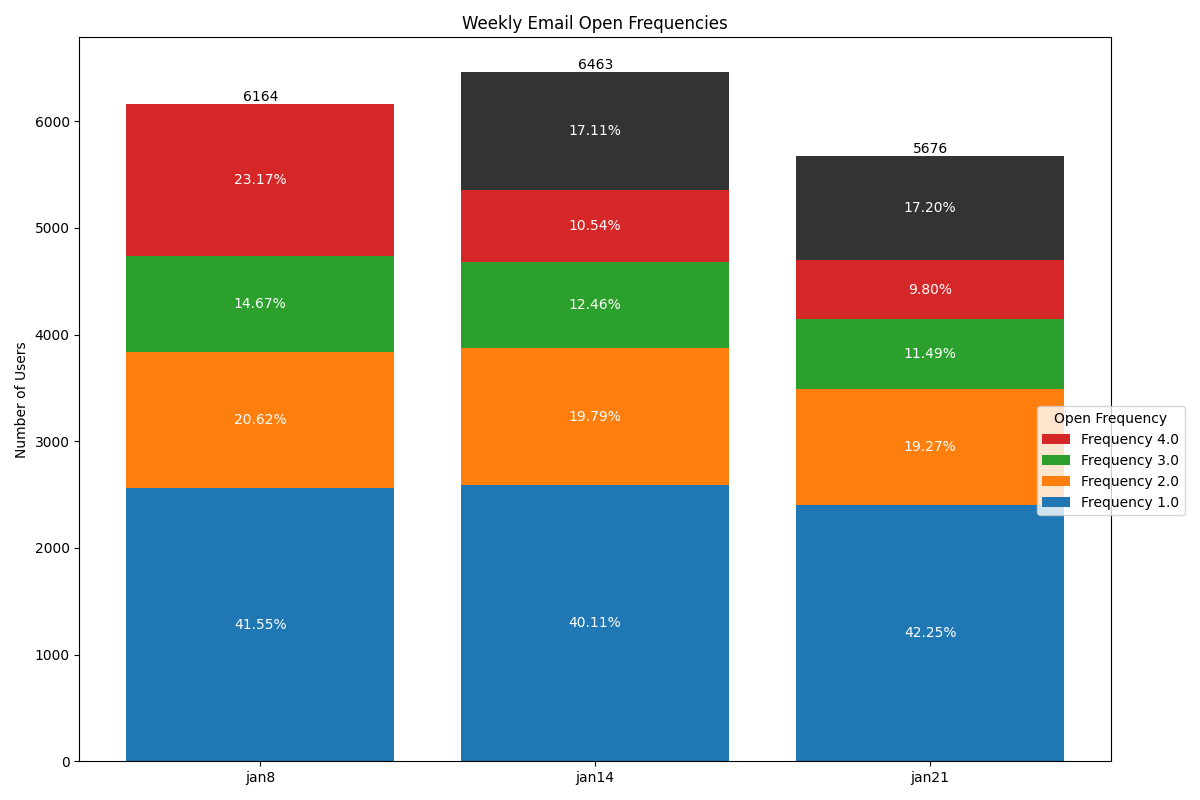 Weekly Email Open Frequencies
Number of Users
6000
5000
4000
3000
2000
1000
0
6164
23.17%
14.67%
20.62%
41.55%
6463
17.11%
10.54%
12.46%
19.79%
40.11%
5676
17.20%
9.80%
11.49%
19.27%
42.25%
jan8
jan14
jan21
Open Frequency
Frequency 4.0
Frequency 3.0
Frequency 2.0
Frequency 1.0